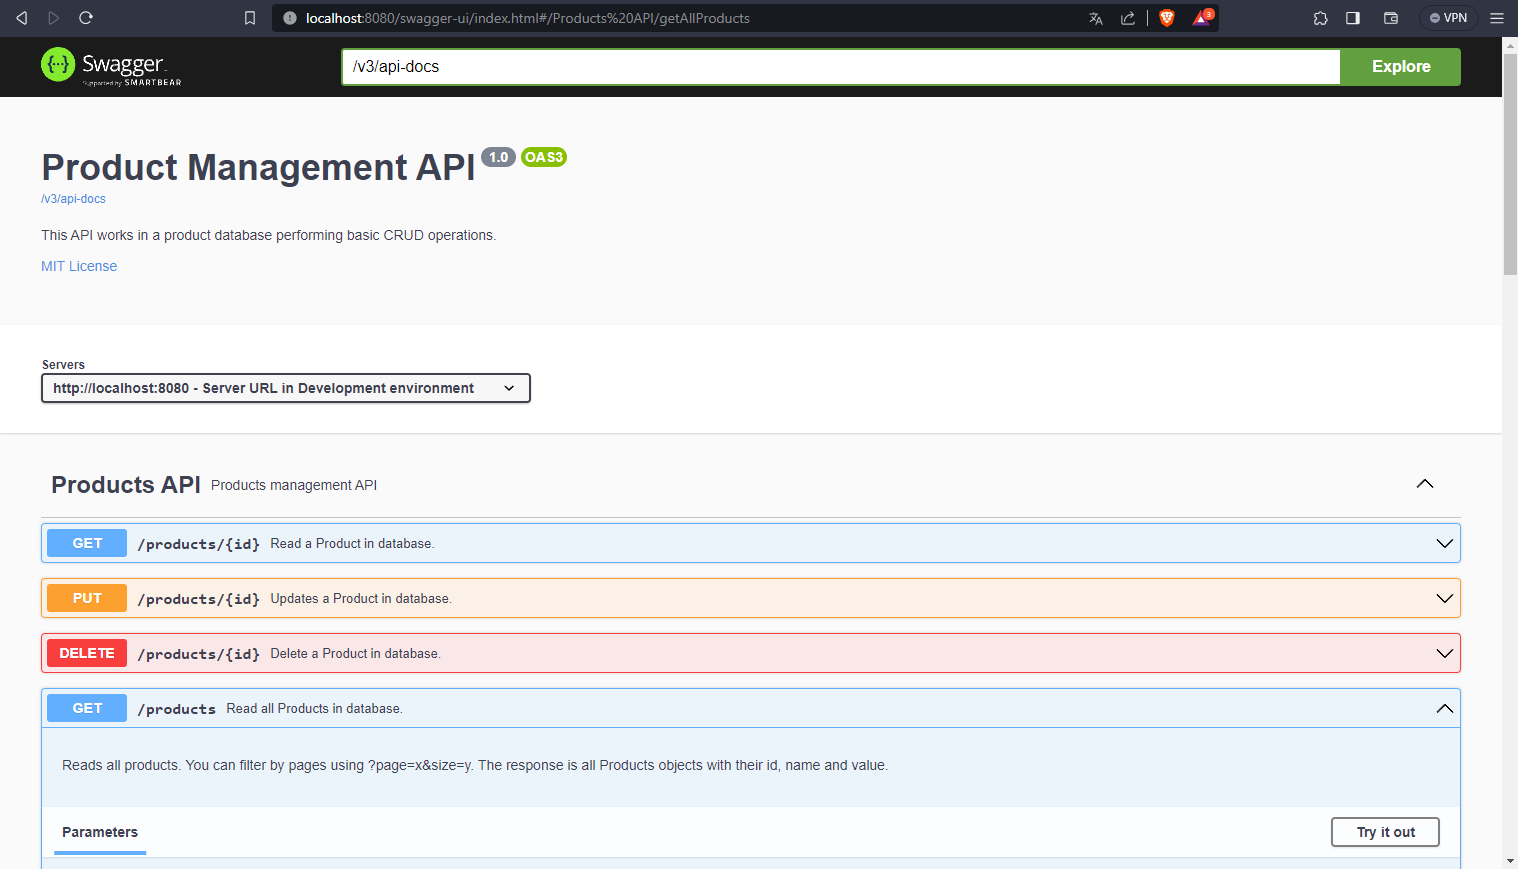 localhost:8080/swagger-ui/index.html#/Products%20API/getAllProducts
3
VPN
Swagger.
Supported by SMARTBEAR
/v3/api-docs
Explore
Product Management API 1.0 OAS3
/v3/api-docs
This API works in a product database performing basic CRUD operations.
MIT License
Servers
http://localhost:8080 - Server URL in Development environment
Products API Products management API
GET /products/{id} Read a Product in database.
PUT /products/{id} Updates a Product in database.
DELETE /products/{id} Delete a Product in database.
GET /products Read all Products in database.
Reads all products. You can filter by pages using ?page=x&size=y. The response is all Products objects with their id, name and value.
Parameters
Try it out